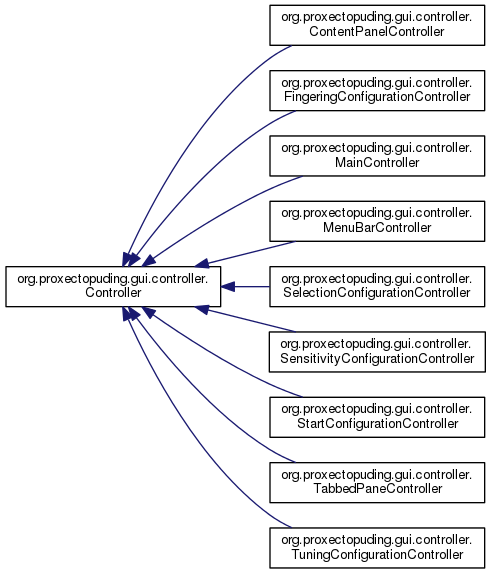 org.proxectopuding.gui.controller.
ContentPanelController
org.proxectopuding.gui.controller.
FingeringConfigurationController
org.proxectopuding.gui.controller.
MainController
org.proxectopuding.gui.controller.
MenuBarController
org.proxectopuding.gui.controller.
Controller
org.proxectopuding.gui.controller.
SelectionConfigurationController
org.proxectopuding.gui.controller.
SensitivityConfigurationController
org.proxectopuding.gui.controller.
StartConfigurationController
org.proxectopuding.gui.controller.
TabbedPaneController
org.proxectopuding.gui.controller.
TuningConfigurationController